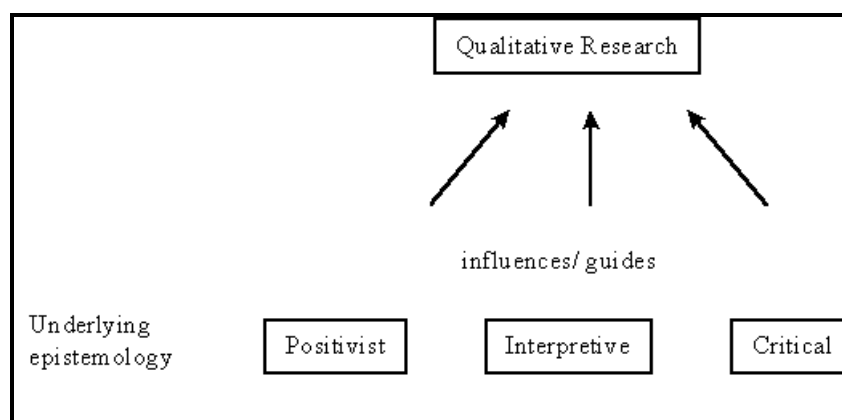 Qualitative Research
influences/ guides
Underlying
epistemology
Positivist
Interpretive
Critical